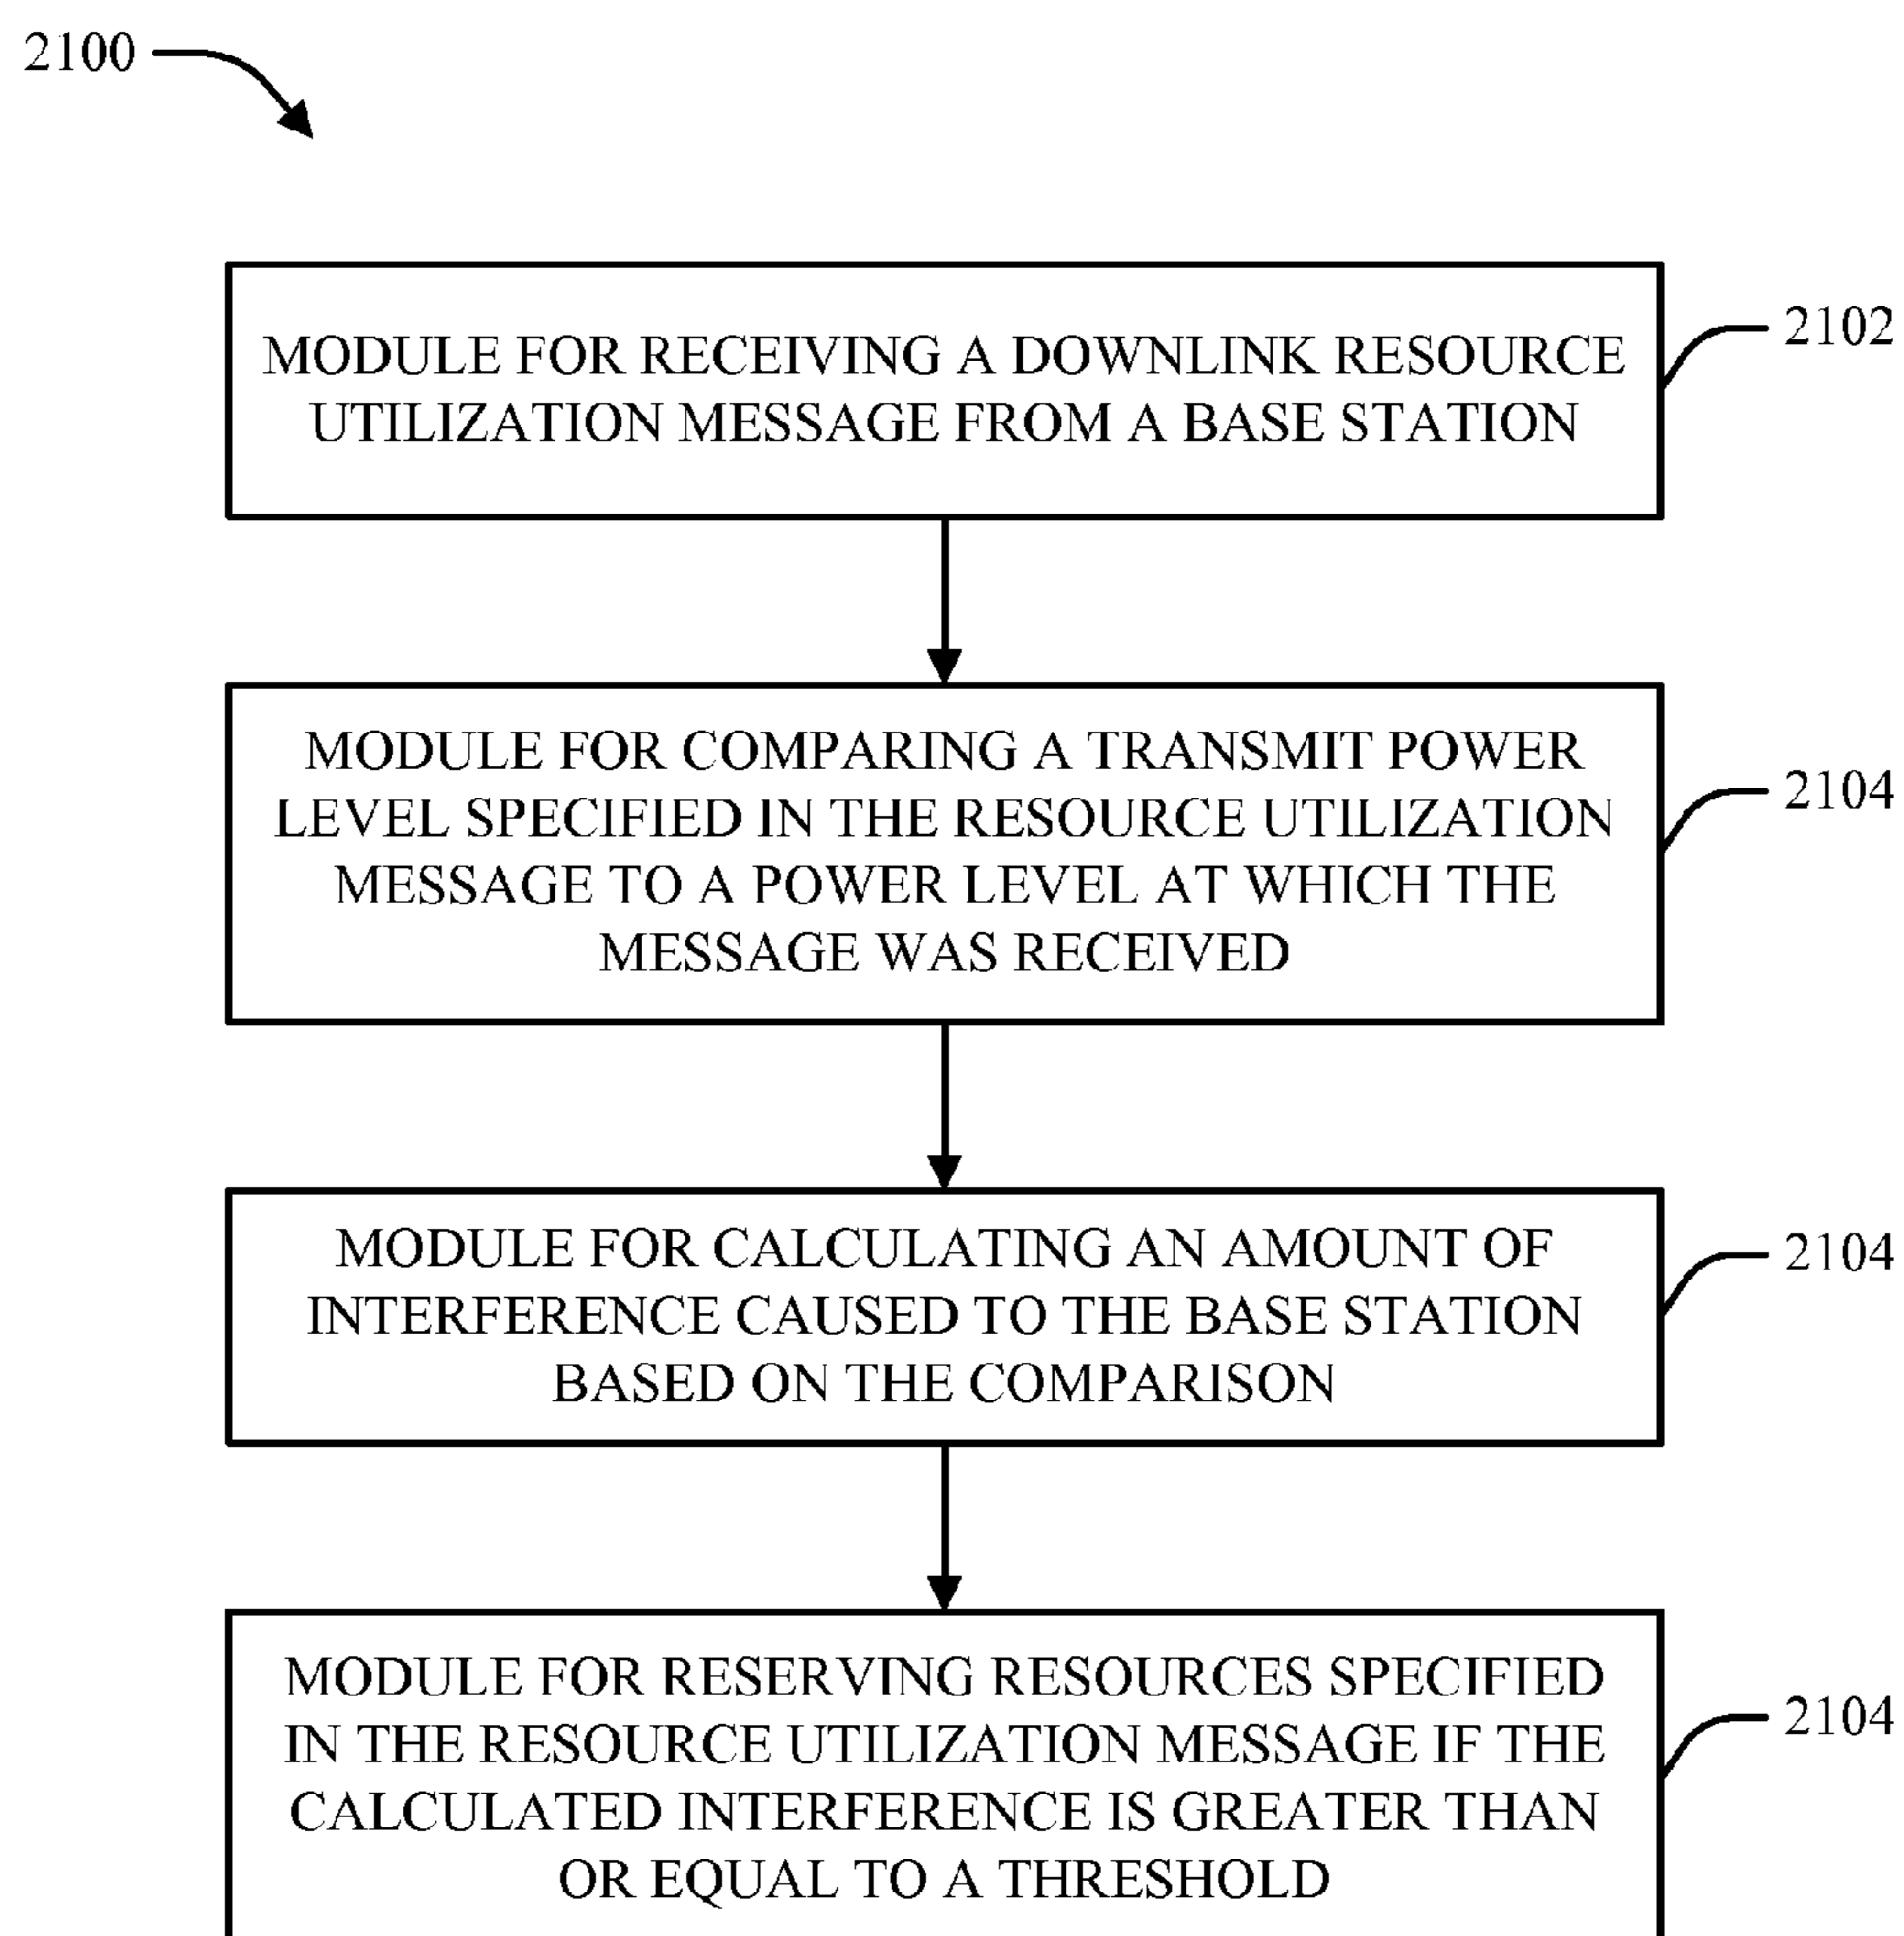 2100
MODULE FOR RECEIVING A DOWNLINK RESOURCE
UTILIZATION MESSAGE FROM A BASE STATION
2102
MODULE FOR COMPARING A TRANSMIT POWER
LEVEL SPECIFIED IN THE RESOURCE UTILIZATION
MESSAGE TO A POWER LEVEL AT WHICH THE
MESSAGE WAS RECEIVED
2104
MODULE FOR CALCULATING AN AMOUNT OF
INTERFERENCE CAUSED TO THE BASE STATION
BASED ON THE COMPARISON
2104
MODULE FOR RESERVING RESOURCES SPECIFIED
IN THE RESOURCE UTILIZATION MESSAGE IF THE
CALCULATED INTERFERENCE IS GREATER THAN
OR EQUAL TO A THRESHOLD
2104